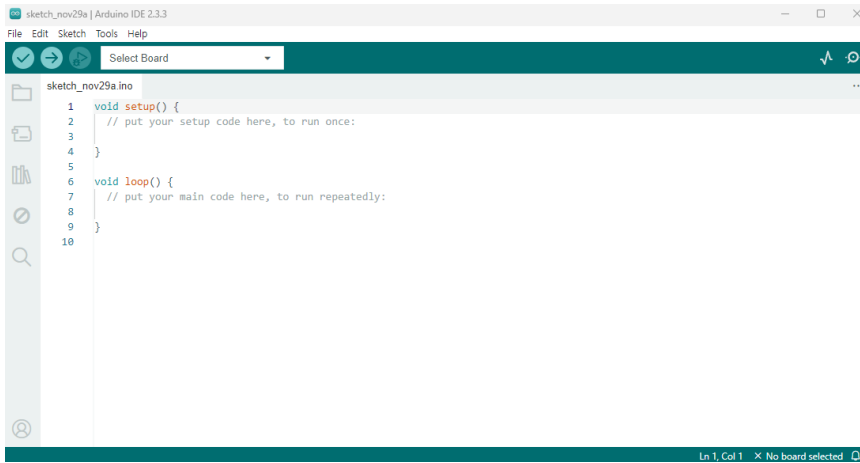 sketch_nov29a | Arduino IDE 2.3.3
File Edit Sketch Tools Help
Select Board
sketch_nov29a.ino
1 void setup() {
2 // put your setup code here, to run once:
3
4 }
5
6 void loop() {
7 // put your main code here, to run repeatedly:
8
9 }
10
Ln 1, Col 1 × No board selected